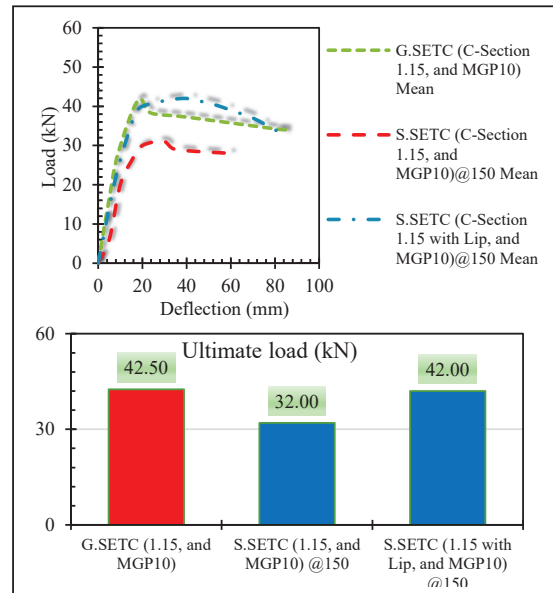 60
50
40
30
20
10
0
Load (kN)
0 20 40 60 80 100
Deflection (mm)
G.SETC (C-Section
1.15, and MGP10)
Mean
S.SETC (C-Section
1.15, and
MGP10)@150 Mean
S.SETC (C-Section
1.15 with Lip, and
MGP10)@150 Mean
Ultimate load (kN)
60
30
0
42.50
32.00
42.00
G.SETC (1.15, and
MGP10)
S.SETC (1.15, and
MGP10) @150
S.SETC (1.15 with
Lip, and MGP10)
@150